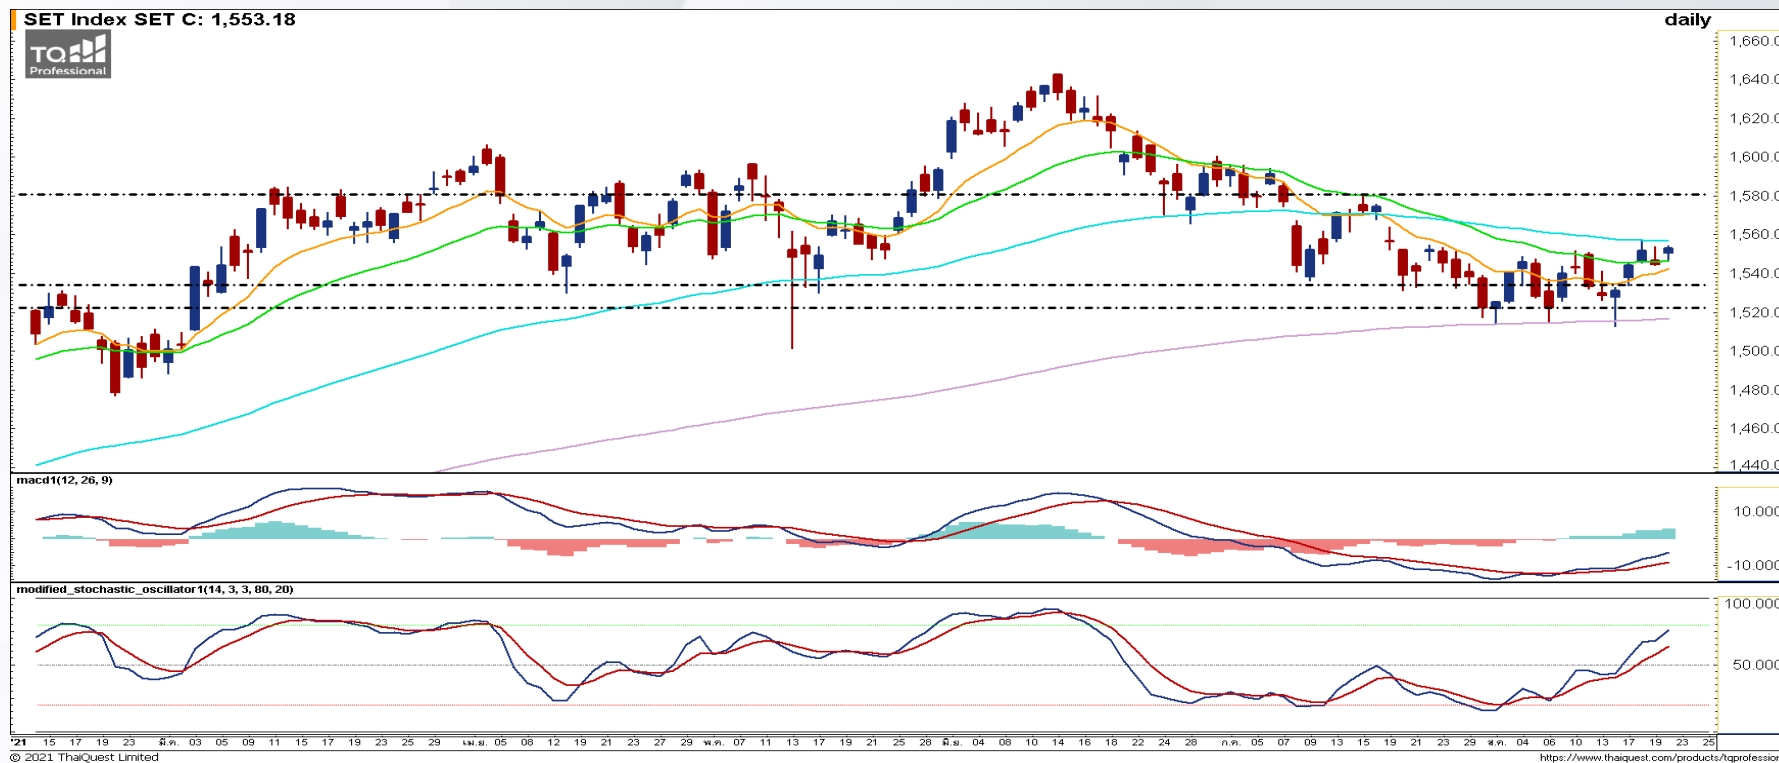 SET Index SET C: 1,553.18
daily
TQ
Professional
1,660.0
1,640.0
1,620.0
1,600.0
1,580.0
1,560.0
1,540.0
1,520.0
1,500.0
1,480.0
1,460.0
1,440.0
macd1(12, 26, 9)
10.000
-10.000
modified_stochastic_oscillator1(14, 3, 3, 80, 20)
100.000
50.000
'21 15 17 19 23 มี.ค. 03 05 09 11 15 17 19 23 25 29 เม.ย. 05 08 12 19 21 23 27 29 พ.ค. 07 11 13 17 19 21 25 28 มิ.ย. 04 08 10 14 16 18 22 24 28 ก.ค. 05 07 09 13 15 19 21 23 29 ส.ค. 04 06 10 13 17 19 23 25
© 2021 ThaiQuest Limited
https://www.thaiquest.com/products/tqprofession